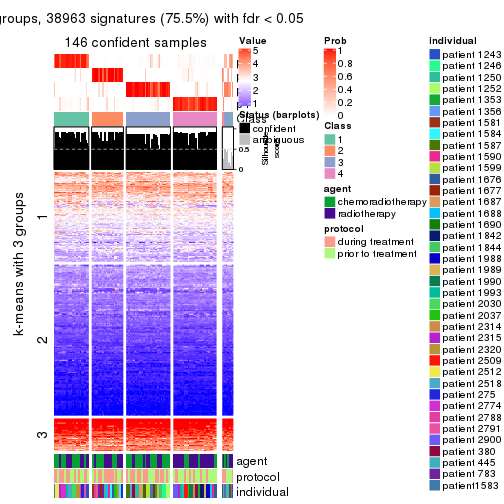 groups, 38963 signatures (75.5%) with fdr < 0.05
146 confident samples
k-means with 3 groups
1
2
3
Class
agent
protocol
individual
Value
5
4
3
2
1
Status (barplots)
confident
ambiguous
0.5
0
Silhouette
score
Prob
1
0.8
0.6
0.4
0.2
0
Class
1
2
3
4
agent
chemoradiotherapy
radiotherapy
protocol
during treatment
prior to treatment
individual
patient 1243
patient 1246
patient 1250
patient 1252
patient 1353
patient 1356
patient 1581
patient 1584
patient 1587
patient 1590
patient 1599
patient 1676
patient 1677
patient 1687
patient 1688
patient 1690
patient 1842
patient 1844
patient 1988
patient 1989
patient 1990
patient 1993
patient 2030
patient 2037
patient 2314
patient 2315
patient 2320
patient 2509
patient 2512
patient 2518
patient 275
patient 2774
patient 2788
patient 2791
patient 2900
patient 380
patient 445
patient 783
patient1583